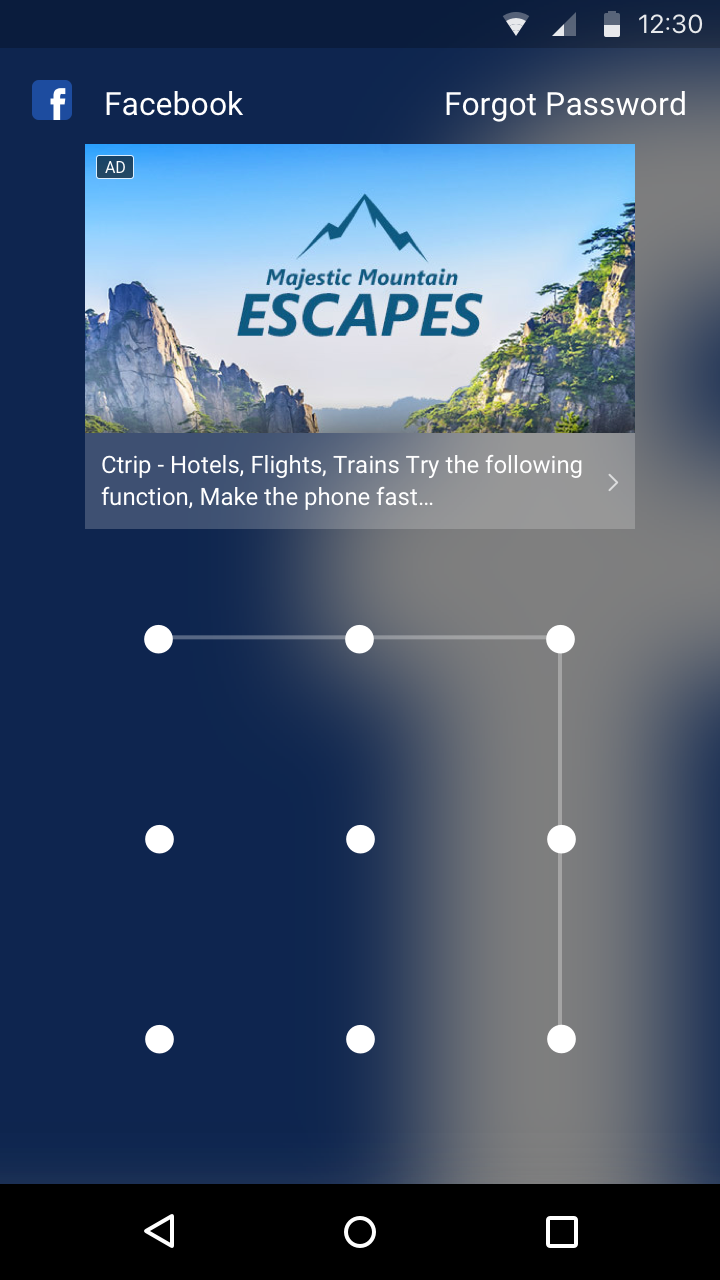 12:30
Facebook
Forgot Password
AD
Majestic Mountain
ESCAPES
Ctrip - Hotels, Flights, Trains Try the following
function, Make the phone fast...